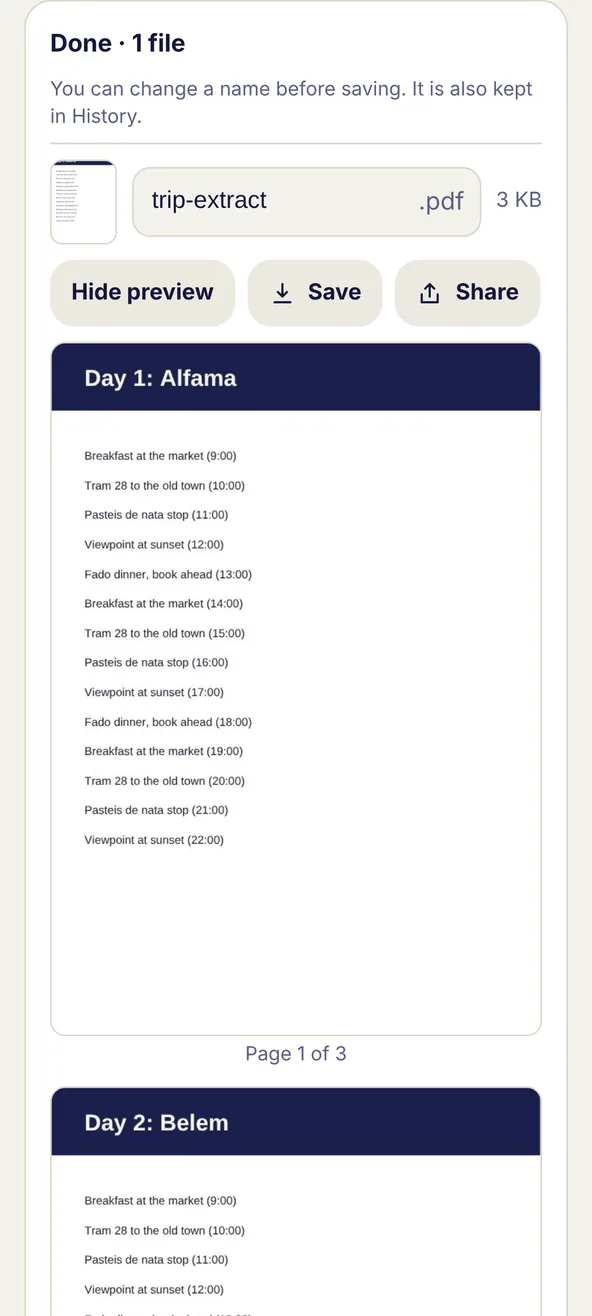 Done · 1 file
You can change a name before saving. It is also kept
in History.
trip-extract .pdf 3 KB
Hide preview Save Share
Day 1: Alfama
Breakfast at the market (9:00)
Tram 28 to the old town (10:00)
Pasteis de nata stop (11:00)
Viewpoint at sunset (12:00)
Fado dinner, book ahead (13:00)
Breakfast at the market (14:00)
Tram 28 to the old town (15:00)
Pasteis de nata stop (16:00)
Viewpoint at sunset (17:00)
Fado dinner, book ahead (18:00)
Breakfast at the market (19:00)
Tram 28 to the old town (20:00)
Pasteis de nata stop (21:00)
Viewpoint at sunset (22:00)
Page 1 of 3
Day 2: Belem
Breakfast at the market (9:00)
Tram 28 to the old town (10:00)
Pasteis de nata stop (11:00)
Viewpoint at sunset (12:00)